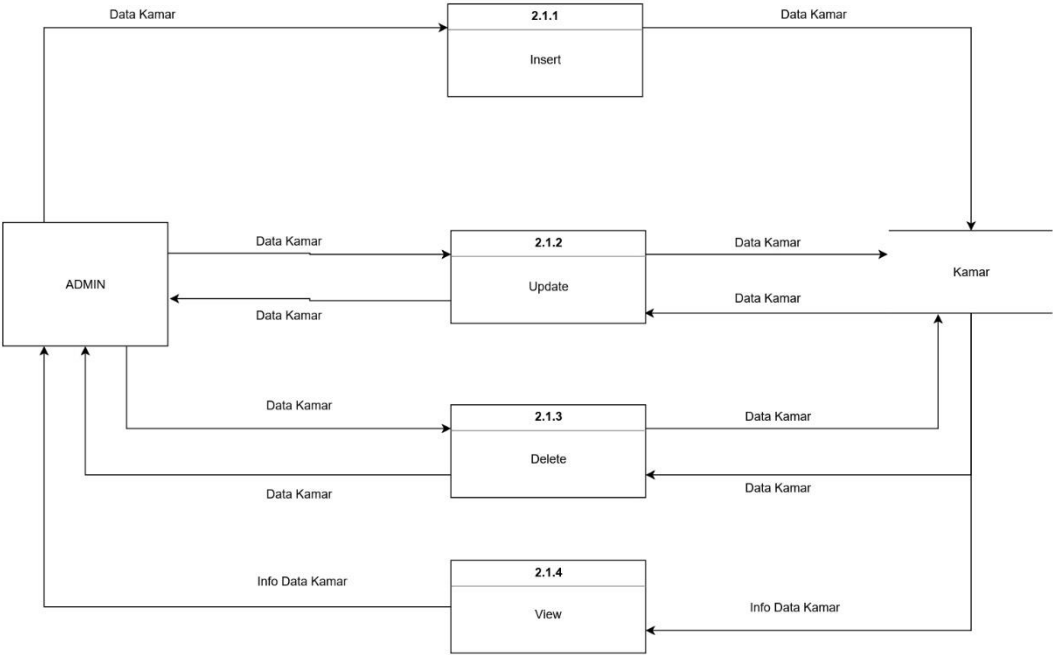 Data Kamar
2.1.1
Data Kamar
Insert
Data Kamar
2.1.2
Data Kamar
ADMIN
Update
Kamar
Data Kamar
Data Kamar
Data Kamar
2.1.3
Data Kamar
Delete
Data Kamar
Data Kamar
2.1.4
Info Data Kamar
View
Info Data Kamar